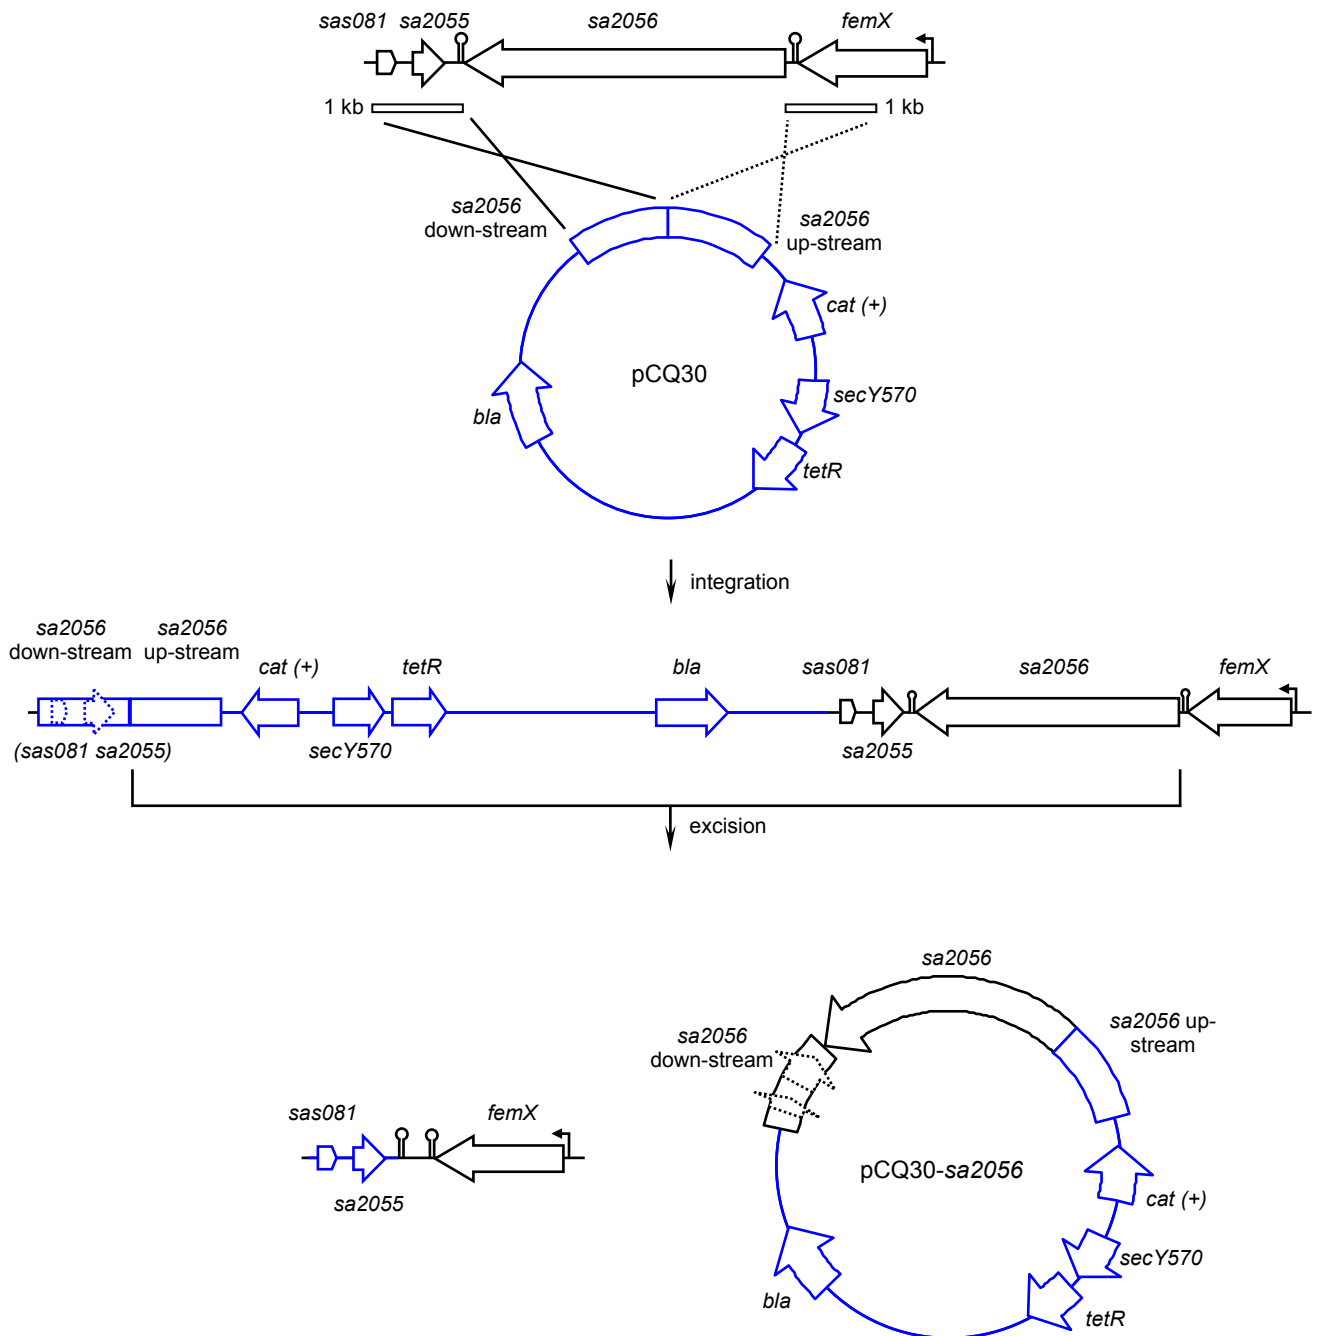 sas081 sa2055 sa2056 femX
1 kb 1 kb
sa2056
down-stream
sa2056
up-stream
cat (+)
pCQ30
secY570
bla
tetR
integration
sa2056
down-stream
sa2056
up-stream
cat (+) tetR bla sas081 sa2056 femX
(sas081 sa2055) secY570 sa2055
excision
sa2056
sa2056 up-
stream
sa2056
down-stream
sas081 femX
pCQ30-sa2056
sa2055
cat (+)
secY570
bla
tetR